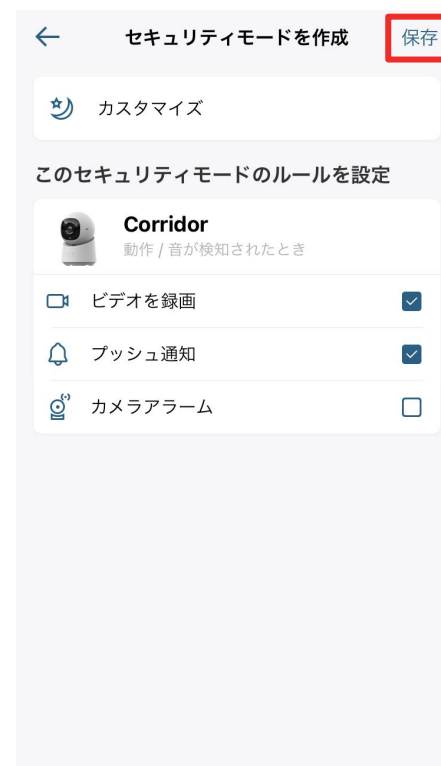 セキュリティモードを作成
保存
カスタマイズ
このセキュリティモードのルールを設定
Corridor
動作 / 音が検知されたとき
ビデオを録画
プッシュ通知
カメラアラーム